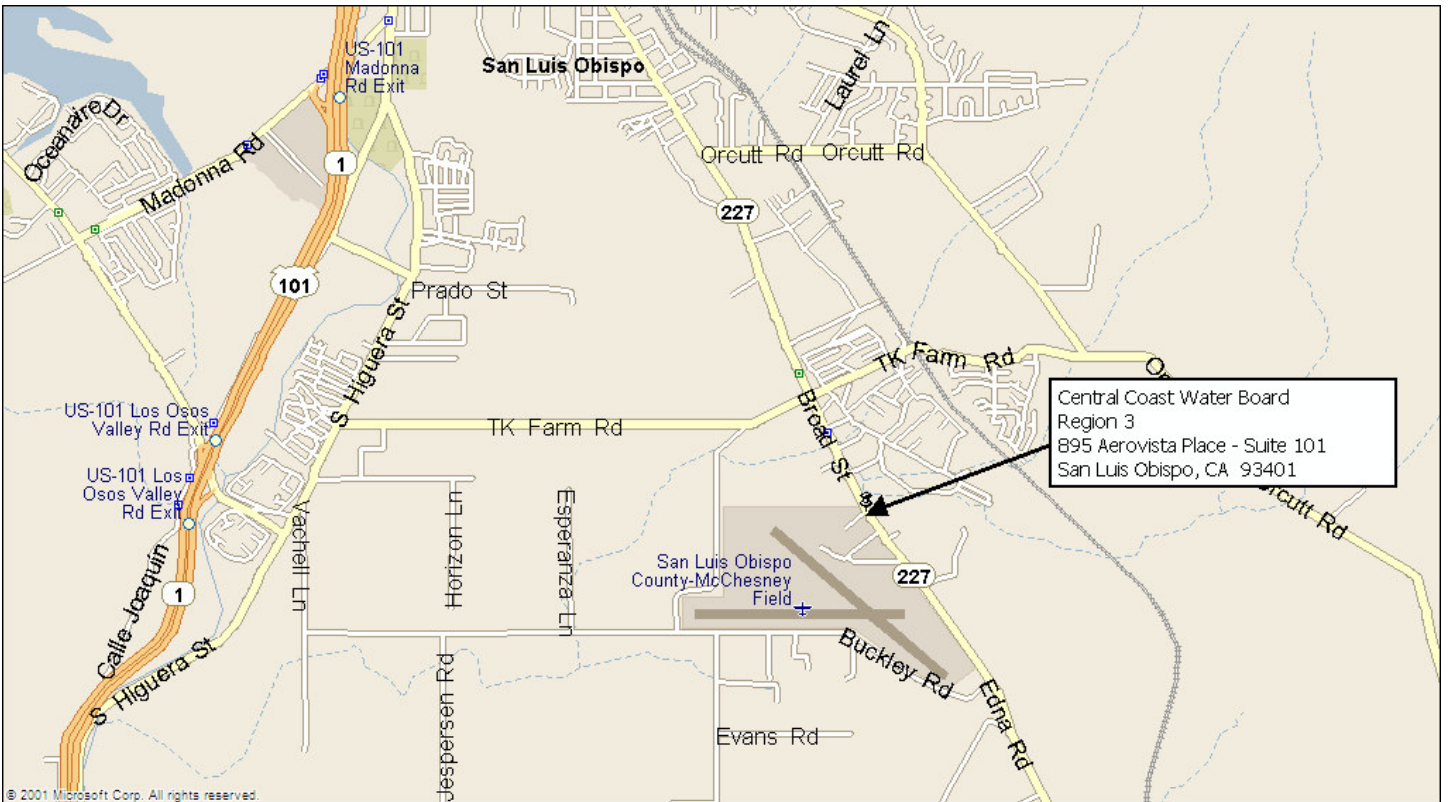 US-101
Madonna
Rd Exit
San Luis Obispo
Laurel Ln
Oceanaire Dr
Madonna Rd
1
Orcutt Rd
Orcutt Rd
227
101
Prado St
S Higuera St
TK Farm Rd
US-101 Los Osos
Valley Rd Exit
TK Farm Rd
Broad St
Central Coast Water Board
Region 3
895 Aerovista Place - Suite 101
San Luis Obispo, CA 93401
Orcutt Rd
US-101 Los
Osos Valley
Rd Exit
Vachell Ln
Horizon Ln
Esperanza Ln
San Luis Obispo
County-McChesney
Field
227
1
Calle Joaquin
S Higuera St
Buckley Rd
Jespersen Rd
Evans Rd
Edna Rd
© 2001 Microsoft Corp. All rights reserved.